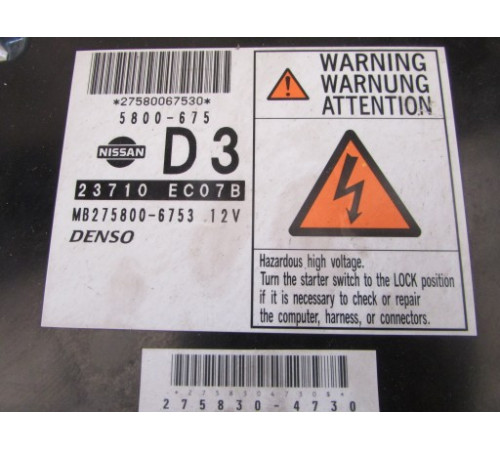 *27580067530*
5800-675
NISSAN D3
23710 EC07B
MB275800-6753 12V
DENSO
WARNING
WARNUNG
ATTENTION
Hazardous high voltage.
Turn the starter switch to the LOCK position
if it is necessary to check or repair
the computer, harness, or connectors.
275830-4730